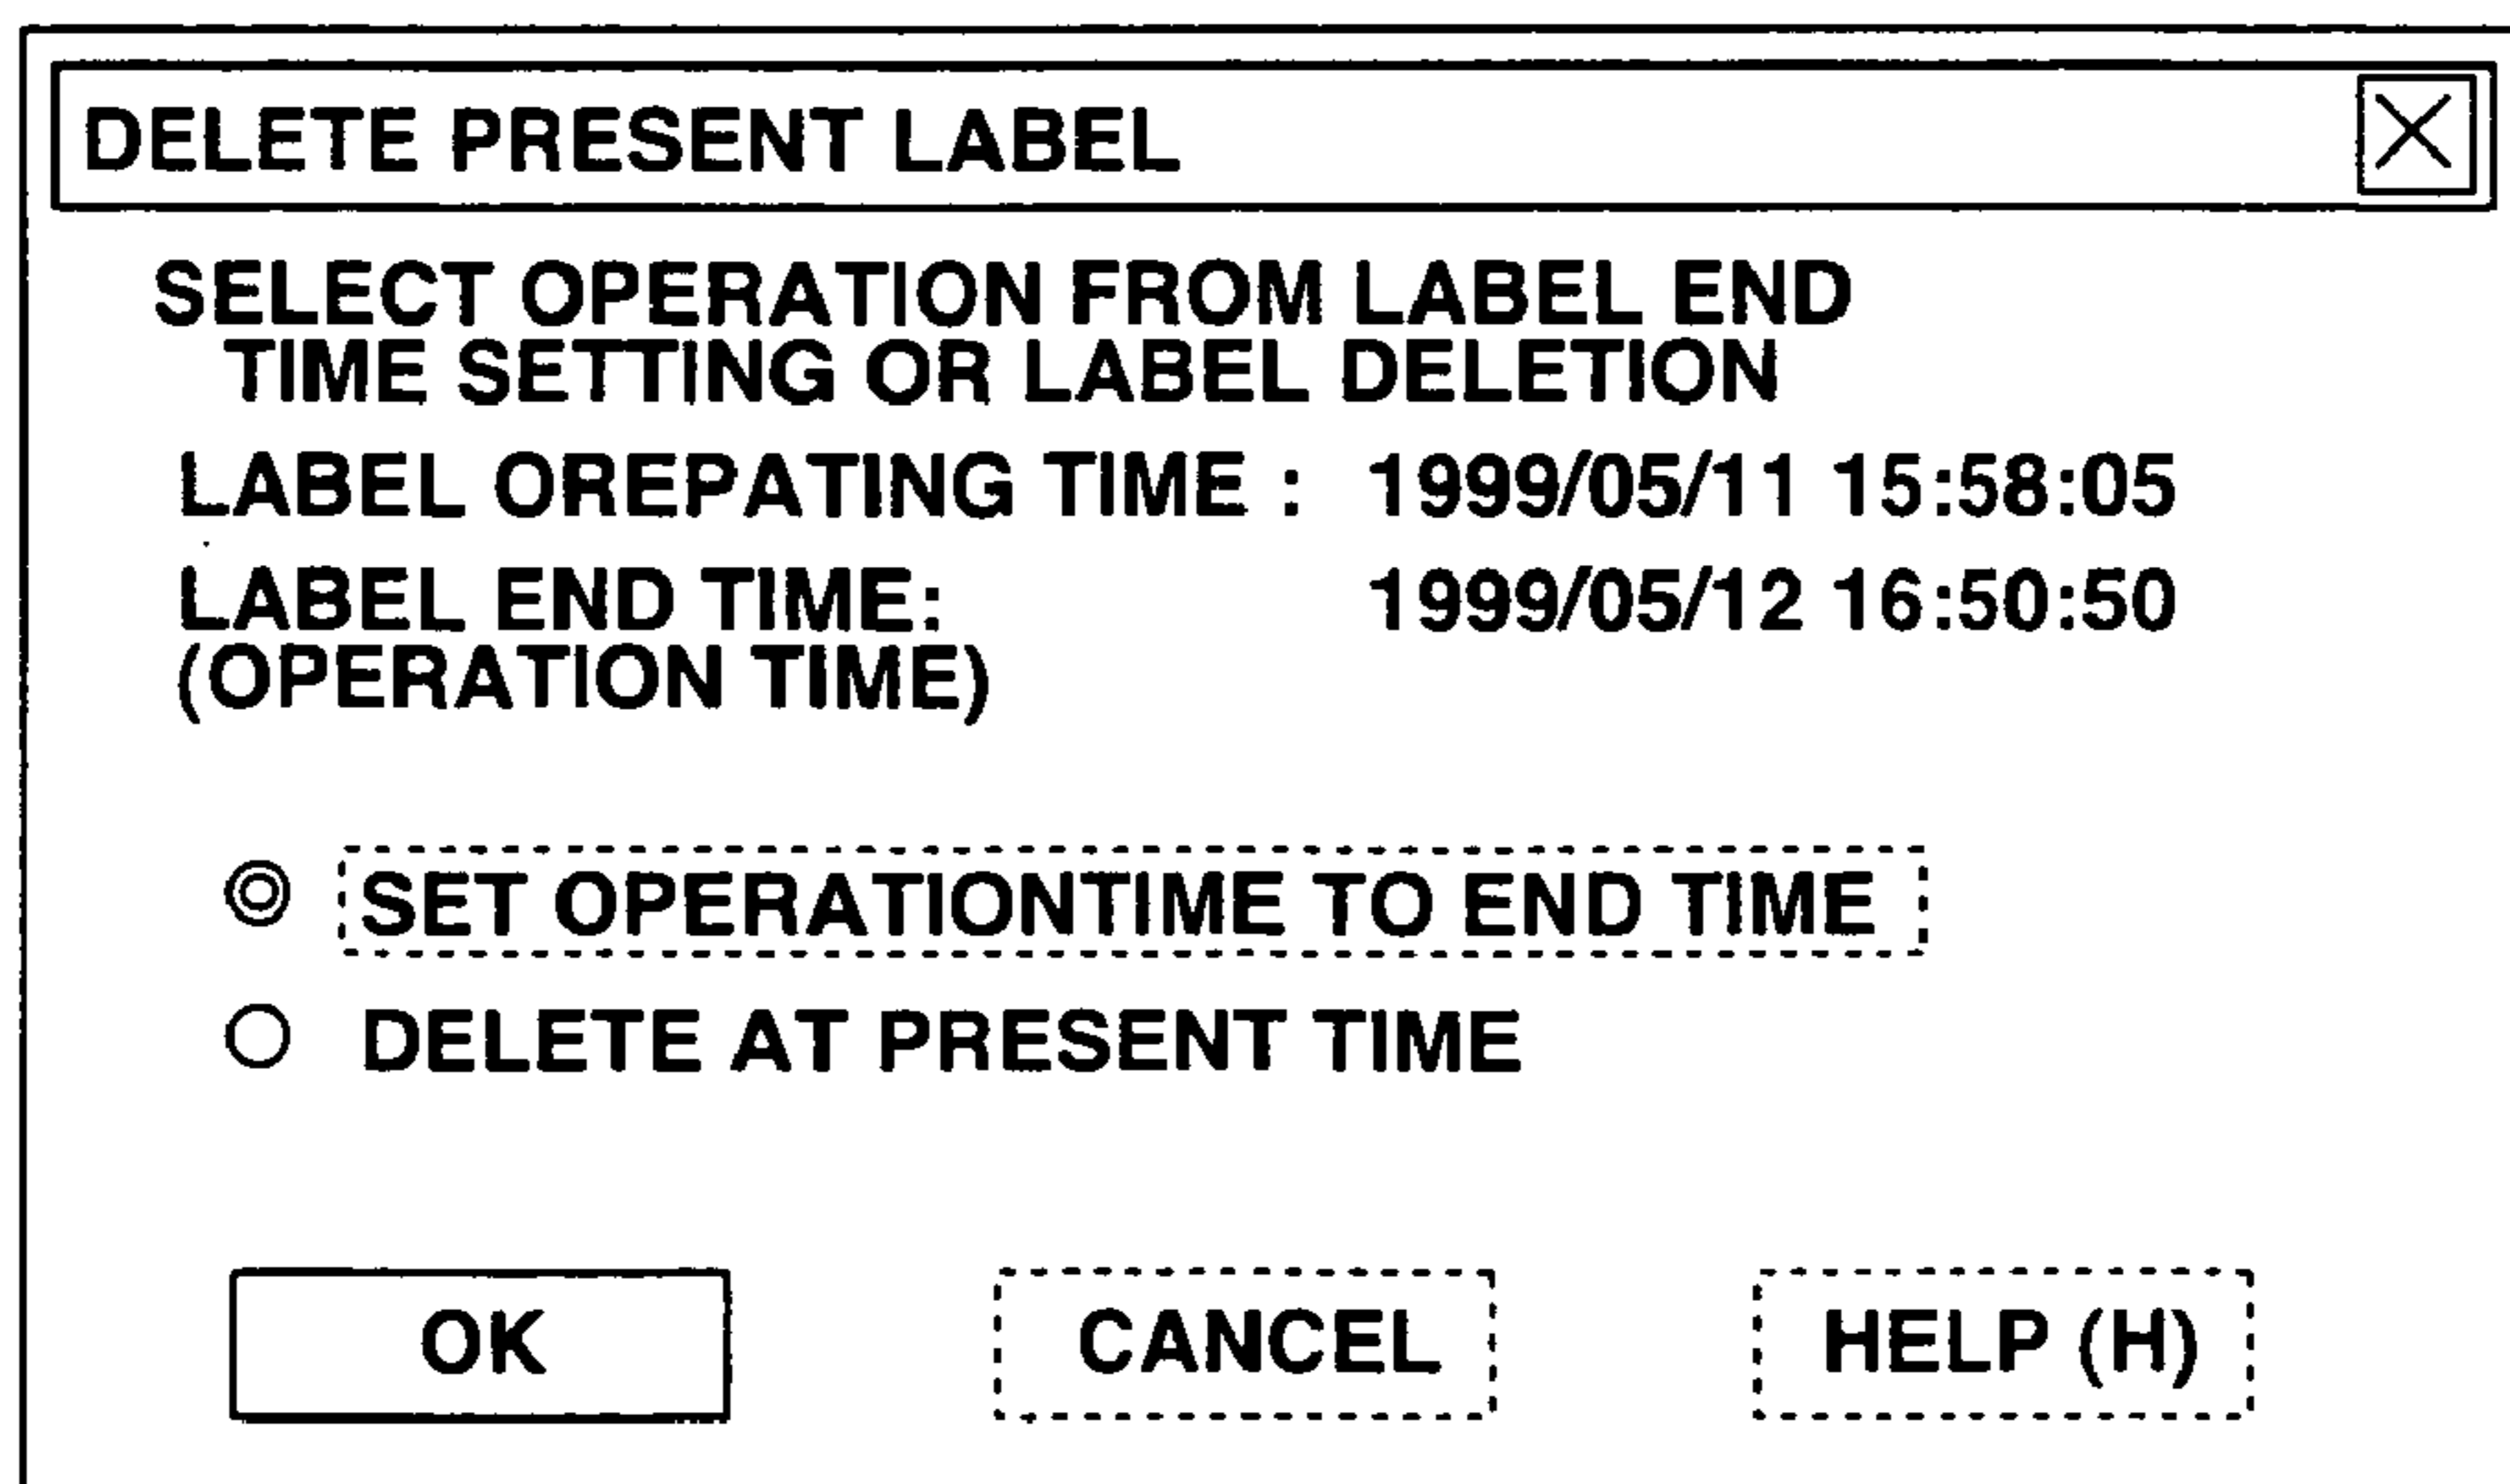 DELETE PRESENT LABEL
SELECT OPERATION FROM LABEL END
TIME SETTING OR LABEL DELETION
LABEL OREPATING TIME : 1999/05/11 15:58:05
LABEL END TIME: 1999/05/12 16:50:50
(OPERATION TIME)
SET OPERATIONTIME TO END TIME
DELETE AT PRESENT TIME
OK CANCEL HELP (H)